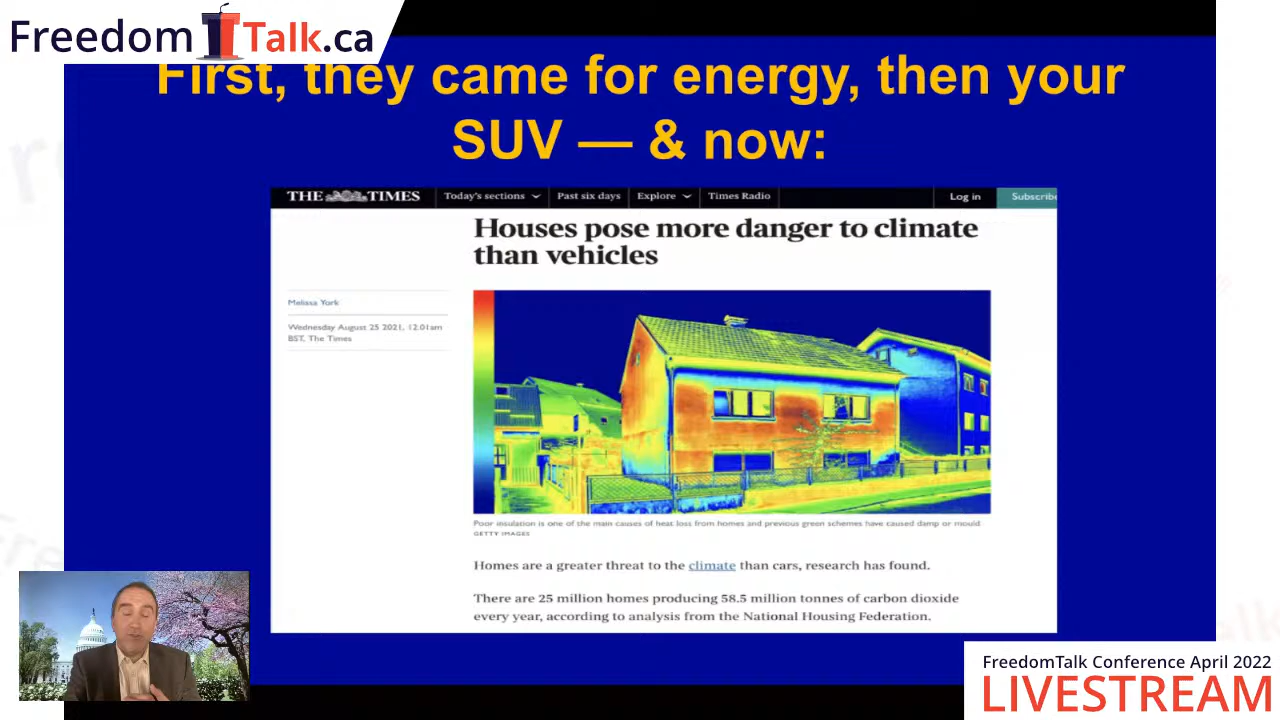 FreedomTalk.ca
First, they came for energy, then your
SUV — & now:
THE TIMES Today's sections Past six days Explore Times Radio Log in Subscribe
Houses pose more danger to climate
than vehicles
Melissa York
Wednesday August 25 2021, 12.01am
BST, The Times
Poor insulation is one of the main causes of heat loss from homes and previous green schemes have caused damp or mould
GETTY IMAGES
Homes are a greater threat to the climate than cars, research has found.
There are 25 million homes producing 58.5 million tonnes of carbon dioxide
every year, according to analysis from the National Housing Federation.
FreedomTalk Conference April 2022
LIVESTREAM